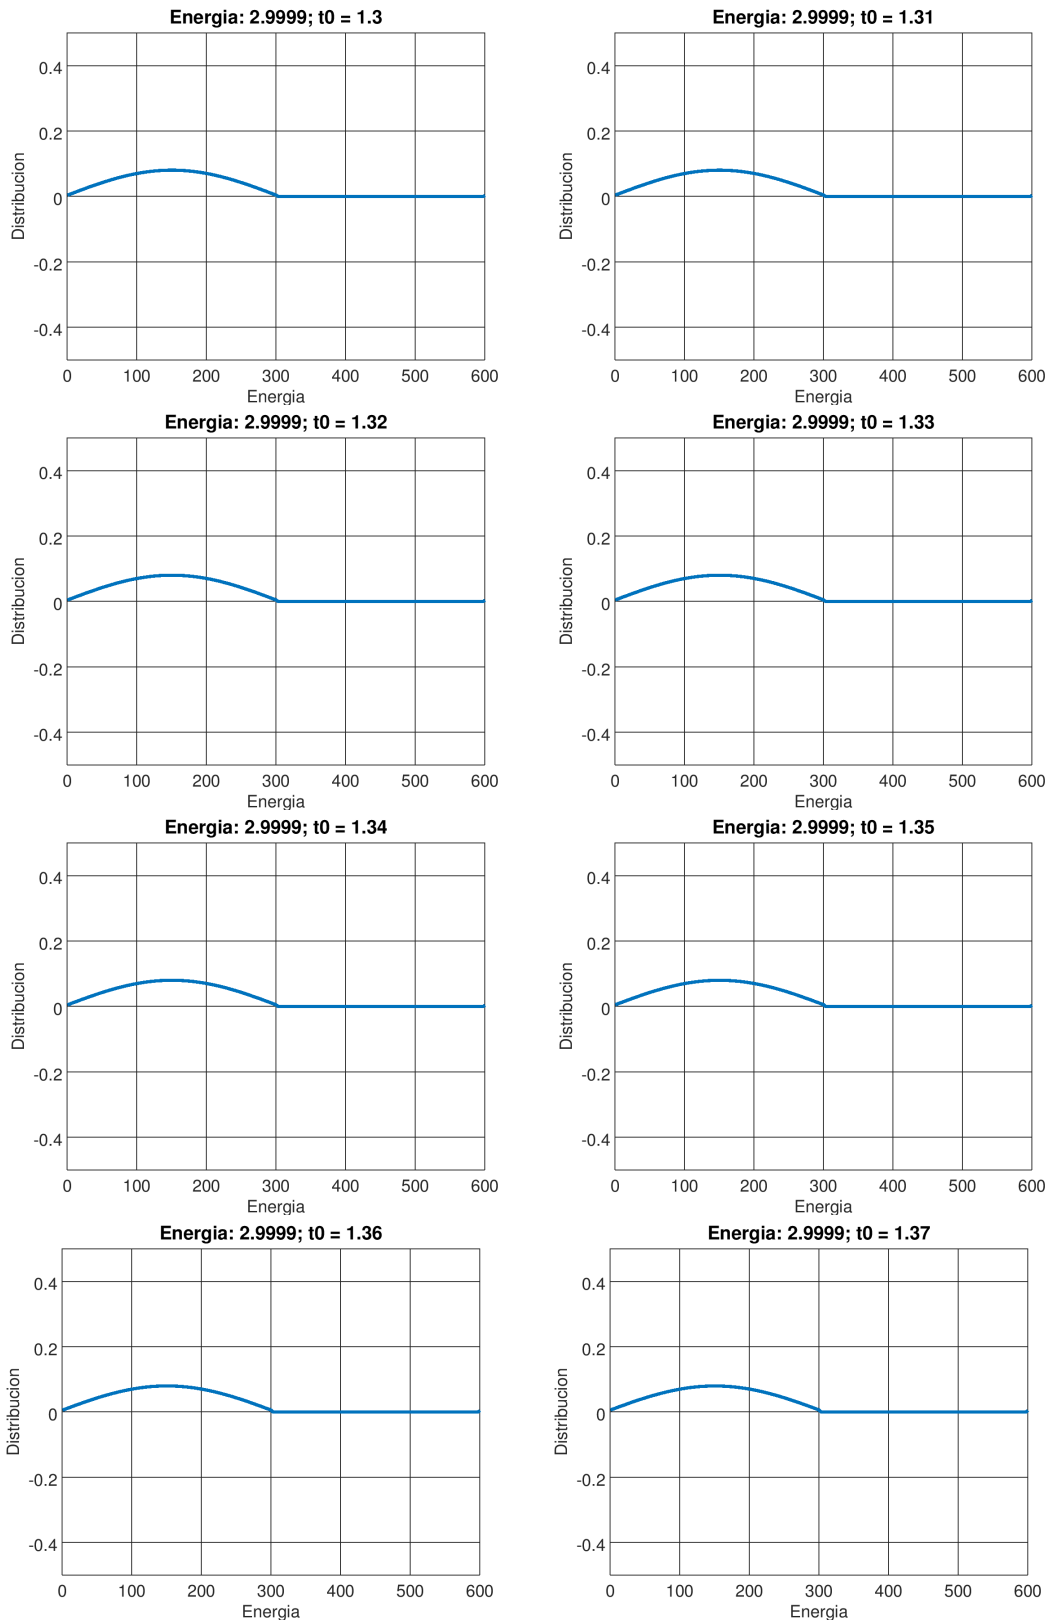 Energia: 2.9999; t0 = 1.3
0.4
0.2
0
-0.2
-0.4
Distribucion
0 100 200 300 400 500 600
Energia
Energia: 2.9999; t0 = 1.31
0.4
0.2
0
-0.2
-0.4
Distribucion
0 100 200 300 400 500 600
Energia
Energia: 2.9999; t0 = 1.32
0.4
0.2
0
-0.2
-0.4
Distribucion
0 100 200 300 400 500 600
Energia
Energia: 2.9999; t0 = 1.33
0.4
0.2
0
-0.2
-0.4
Distribucion
0 100 200 300 400 500 600
Energia
Energia: 2.9999; t0 = 1.34
0.4
0.2
0
-0.2
-0.4
Distribucion
0 100 200 300 400 500 600
Energia
Energia: 2.9999; t0 = 1.35
0.4
0.2
0
-0.2
-0.4
Distribucion
0 100 200 300 400 500 600
Energia
Energia: 2.9999; t0 = 1.36
0.4
0.2
0
-0.2
-0.4
Distribucion
0 100 200 300 400 500 600
Energia
Energia: 2.9999; t0 = 1.37
0.4
0.2
0
-0.2
-0.4
Distribucion
0 100 200 300 400 500 600
Energia